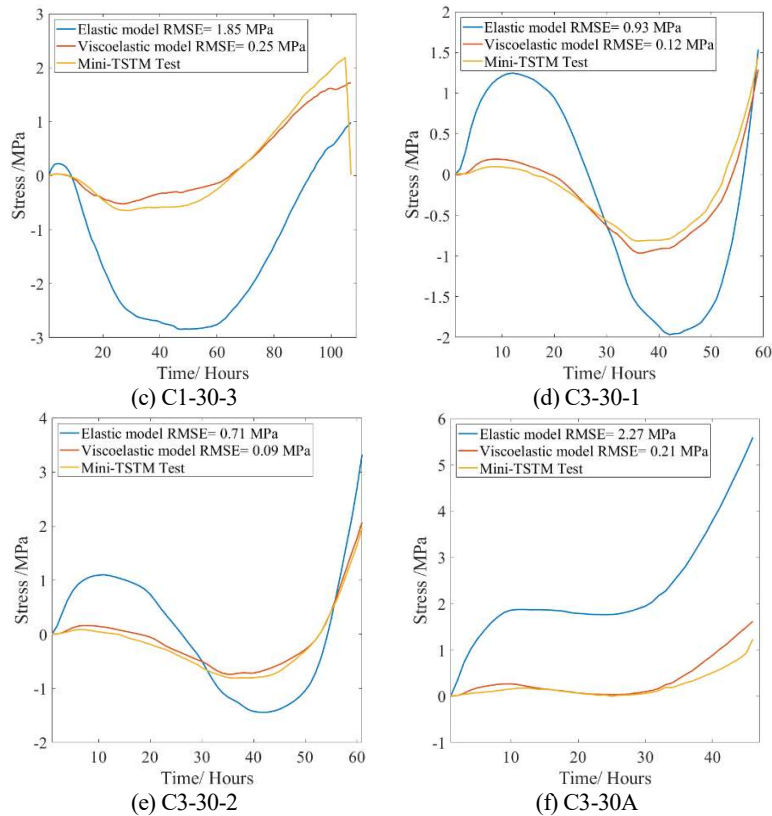 Elastic model RMSE= 1.85 MPa
Viscoelastic model RMSE= 0.25 MPa
Mini-TSTM Test
Stress /MPa
3
2
1
0
-1
-2
-3
20 40 60 80 100
Time/ Hours
(c) C1-30-3
Elastic model RMSE= 0.93 MPa
Viscoelastic model RMSE= 0.12 MPa
Mini-TSTM Test
Stress /MPa
2
1.5
1
0.5
0
-0.5
-1
-1.5
-2
10 20 30 40 50 60
Time/ Hours
(d) C3-30-1
Elastic model RMSE= 0.71 MPa
Viscoelastic model RMSE= 0.09 MPa
Mini-TSTM Test
Stress /MPa
4
3
2
1
0
-1
-2
10 20 30 40 50 60
Time/ Hours
(e) C3-30-2
Elastic model RMSE= 2.27 MPa
Viscoelastic model RMSE= 0.21 MPa
Mini-TSTM Test
Stress /MPa
6
5
4
3
2
1
0
-1
10 20 30 40
Time/ Hours
(f) C3-30A